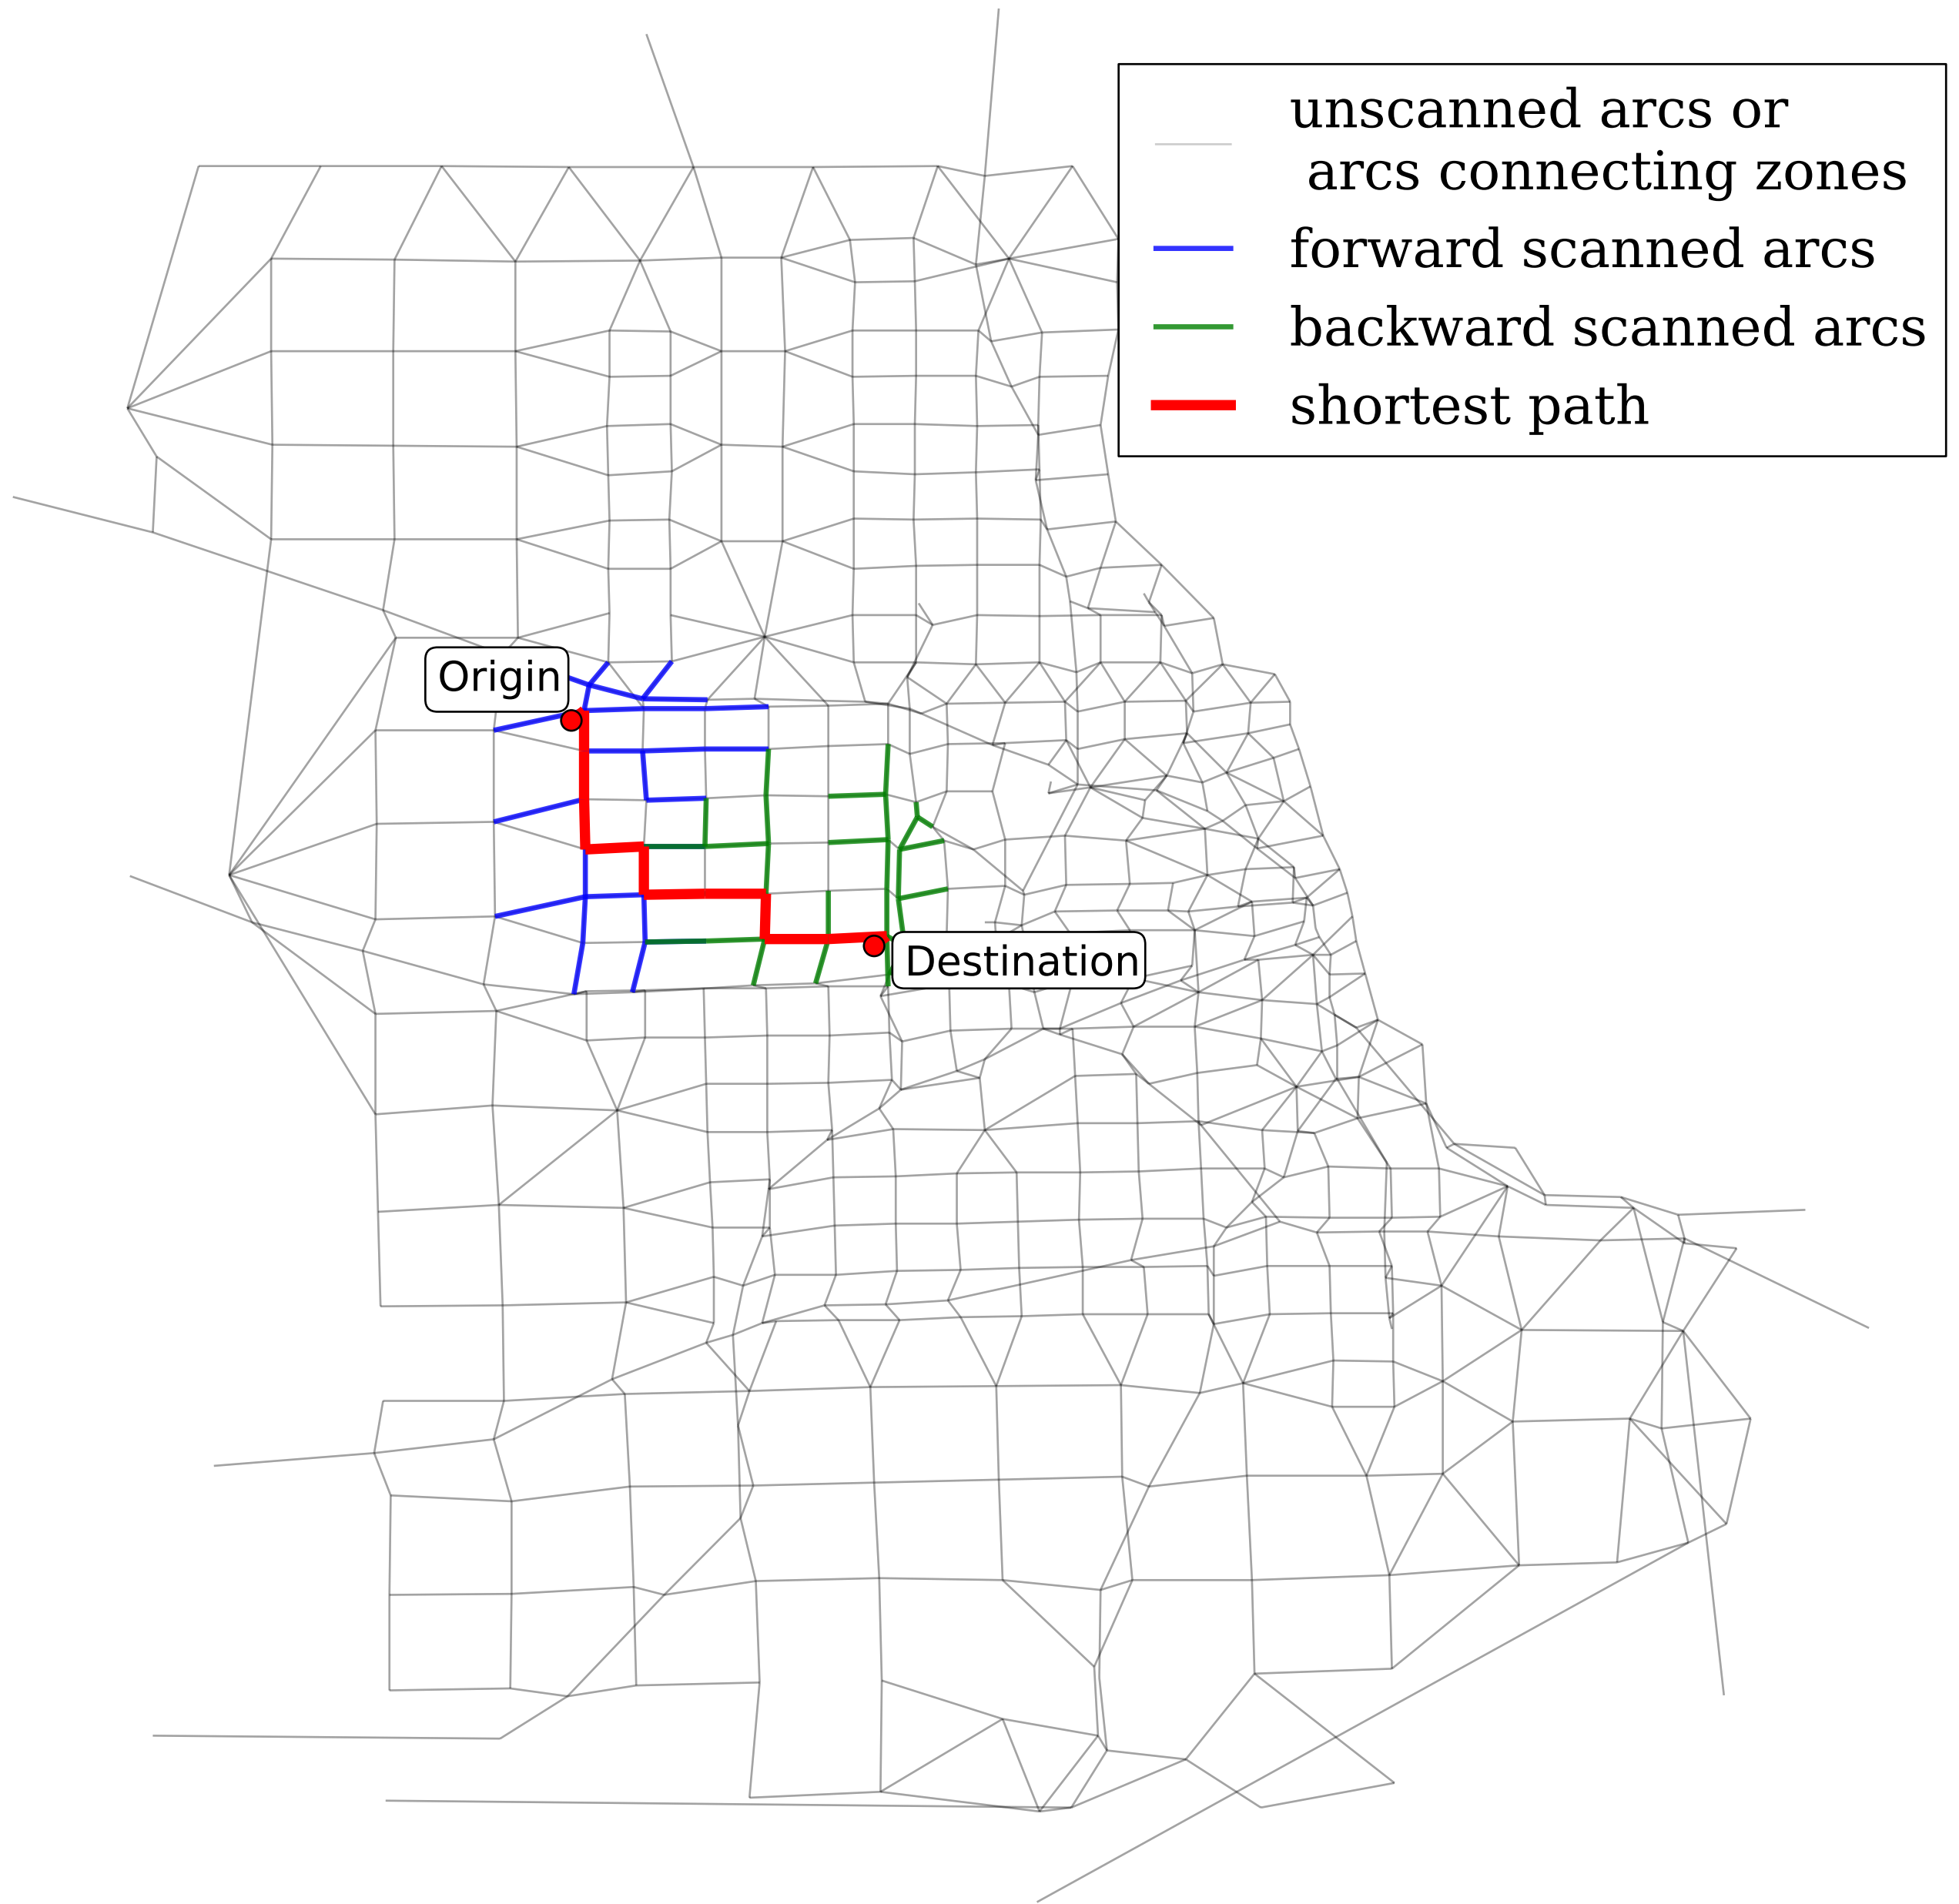 unscanned arcs or
arcs connecting zones
forward scanned arcs
backward scanned arcs
shortest path
Origin
Destination